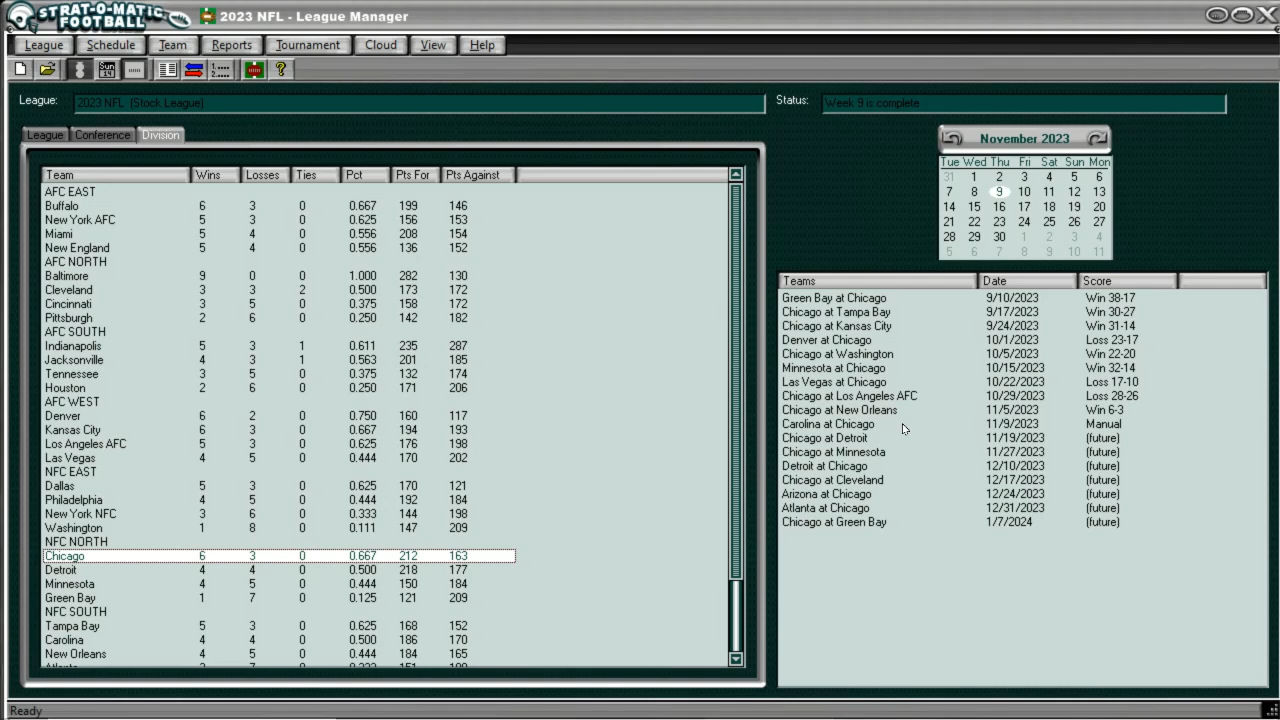 STRAT-O-MATIC FOOTBALL 2023 NFL - League Manager
League Schedule Team Reports Tournament Cloud View Help
League: 2023 NFL (Stock League) Status: Week 9 is complete
League Conference Division
Team Wins Losses Ties Pct Pts For Pts Against
AFC EAST
Buffalo 6 3 0 0.667 199 146
New York AFC 5 3 0 0.625 156 153
Miami 5 4 0 0.556 208 154
New England 5 4 0 0.556 136 152
AFC NORTH
Baltimore 9 0 0 1.000 282 130
Cleveland 3 3 2 0.500 173 172
Cincinnati 3 5 0 0.375 158 172
Pittsburgh 2 6 0 0.250 142 182
AFC SOUTH
Indianapolis 5 3 1 0.611 235 287
Jacksonville 4 3 1 0.563 201 185
Tennessee 3 5 0 0.375 132 174
Houston 2 6 0 0.250 171 206
AFC WEST
Denver 6 2 0 0.750 160 117
Kansas City 6 3 0 0.667 194 193
Los Angeles AFC 5 3 0 0.625 176 198
Las Vegas 4 5 0 0.444 170 202
NFC EAST
Dallas 5 3 0 0.625 170 121
Philadelphia 4 5 0 0.444 192 184
New York NFC 3 6 0 0.333 144 198
Washington 1 8 0 0.111 147 209
NFC NORTH
Chicago 6 3 0 0.667 212 163
Detroit 4 4 0 0.500 218 177
Minnesota 4 5 0 0.444 150 184
Green Bay 1 7 0 0.125 121 209
NFC SOUTH
Tampa Bay 5 3 0 0.625 168 152
Carolina 4 4 0 0.500 186 170
New Orleans 4 5 0 0.444 184 165
November 2023
Tue Wed Thu Fri Sat Sun Mon
31 1 2 3 4 5 6
7 8 9 10 11 12 13
14 15 16 17 18 19 20
21 22 23 24 25 26 27
28 29 30 1 2 3 4
5 6 7 8 9 10 11
Teams Date Score
Green Bay at Chicago 9/10/2023 Win 38-17
Chicago at Tampa Bay 9/17/2023 Win 30-27
Chicago at Kansas City 9/24/2023 Win 31-14
Denver at Chicago 10/1/2023 Loss 23-17
Chicago at Washington 10/5/2023 Win 22-20
Minnesota at Chicago 10/15/2023 Win 32-14
Las Vegas at Chicago 10/22/2023 Loss 17-10
Chicago at Los Angeles AFC 10/29/2023 Loss 28-26
Chicago at New Orleans 11/5/2023 Win 6-3
Carolina at Chicago 11/9/2023 Manual
Chicago at Detroit 11/19/2023 (future)
Chicago at Minnesota 11/27/2023 (future)
Detroit at Chicago 12/10/2023 (future)
Chicago at Cleveland 12/17/2023 (future)
Arizona at Chicago 12/24/2023 (future)
Atlanta at Chicago 12/31/2023 (future)
Chicago at Green Bay 1/7/2024 (future)
Ready